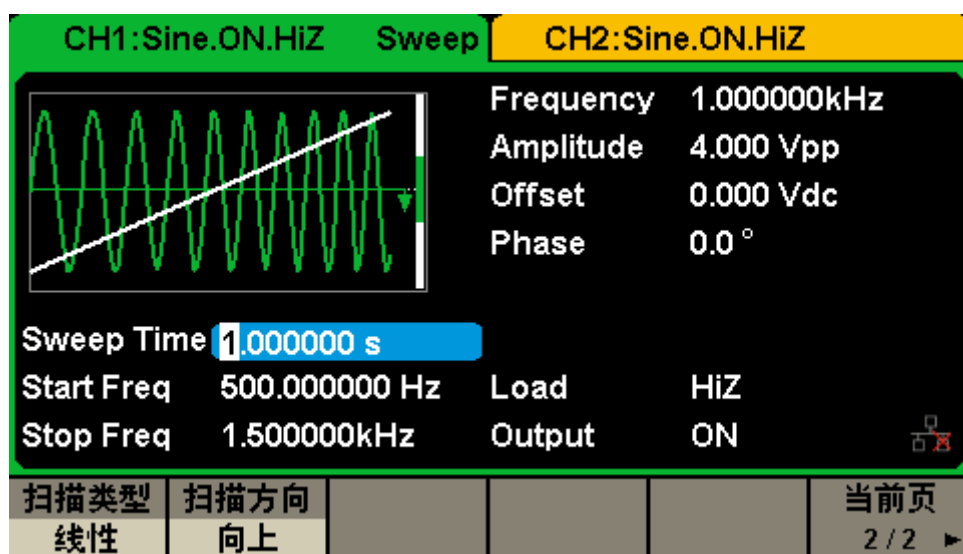 CH1:Sine.ON.HiZ Sweep CH2:Sine.ON.HiZ
Frequency 1.000000kHz
Amplitude 4.000 Vpp
Offset 0.000 Vdc
Phase 0.0 °
Sweep Time 1.000000 s
Start Freq 500.000000 Hz Load HiZ
Stop Freq 1.500000kHz Output ON
扫描类型 扫描方向 当前页
线性 向上 2/2 ►